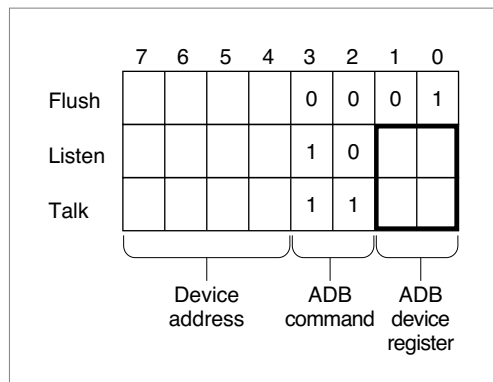 7 6 5 4 3 2 1 0
Flush 0 0 0 1
Listen 1 0
Talk 1 1
Device address
ADB command
ADB device register